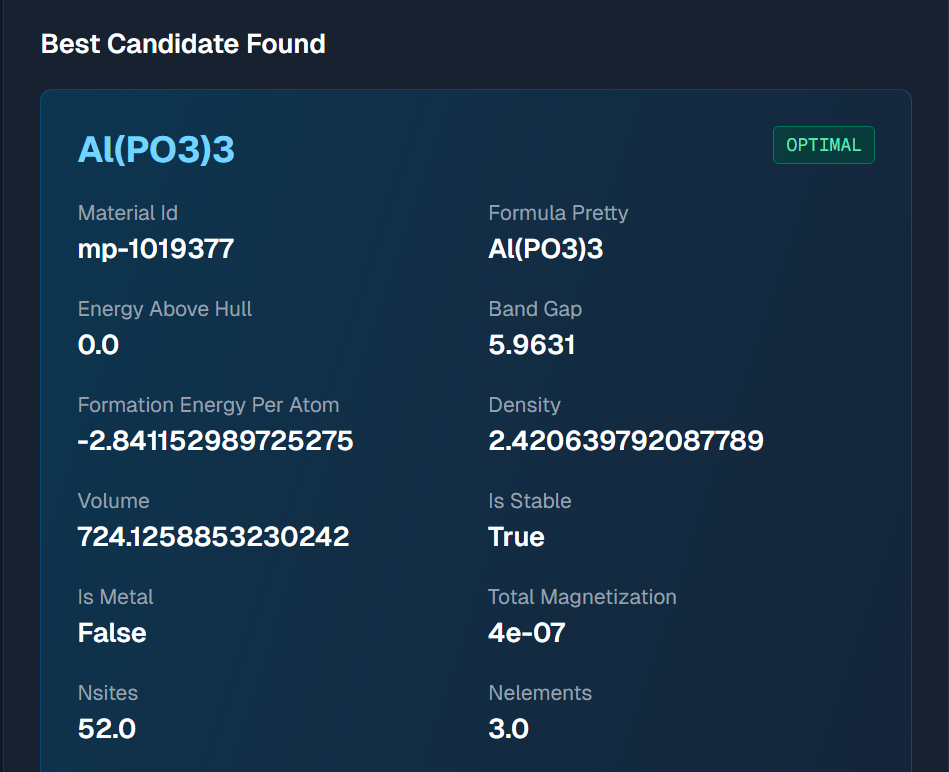 Best Candidate Found
Al(PO3)3
OPTIMAL
Material Id
mp-1019377
Formula Pretty
Al(PO3)3
Energy Above Hull
0.0
Band Gap
5.9631
Formation Energy Per Atom
-2.841152989725275
Density
2.420639792087789
Volume
724.1258853230242
Is Stable
True
Is Metal
False
Total Magnetization
4e-07
Nsites
52.0
Nelements
3.0